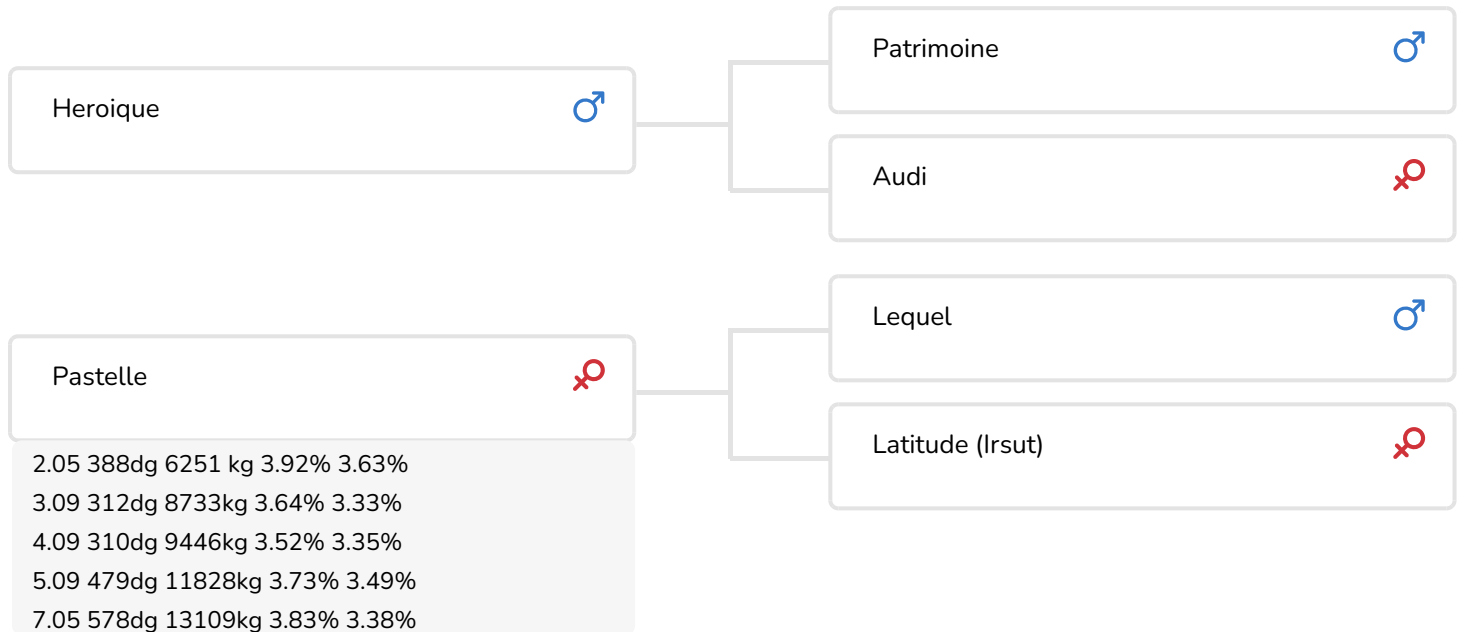 Patrimoine
Heroique
Audi
Lequel
Pastelle
Latitude (Irsut)
2.05 388dg 6251 kg 3.92% 3.63%
3.09 312dg 8733kg 3.64% 3.33%
4.09 310dg 9446kg 3.52% 3.35%
5.09 479dg 11828kg 3.73% 3.49%
7.05 578dg 13109kg 3.83% 3.38%